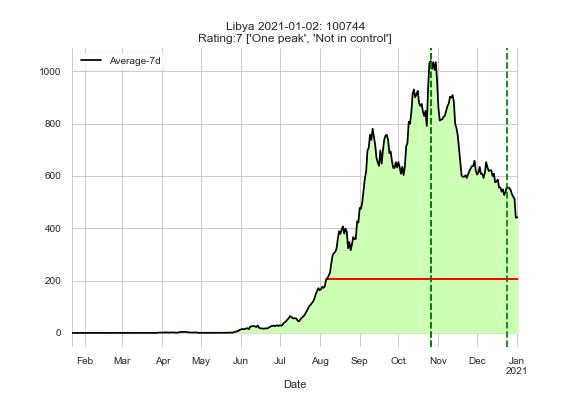 Libya 2021-01-02: 100744
Rating:7 ['One peak', 'Not in control']
Average-7d
1000
800
600
400
200
0
Feb Mar Apr May Jun Jul Aug Sep Oct Nov Dec Jan
2021
Date